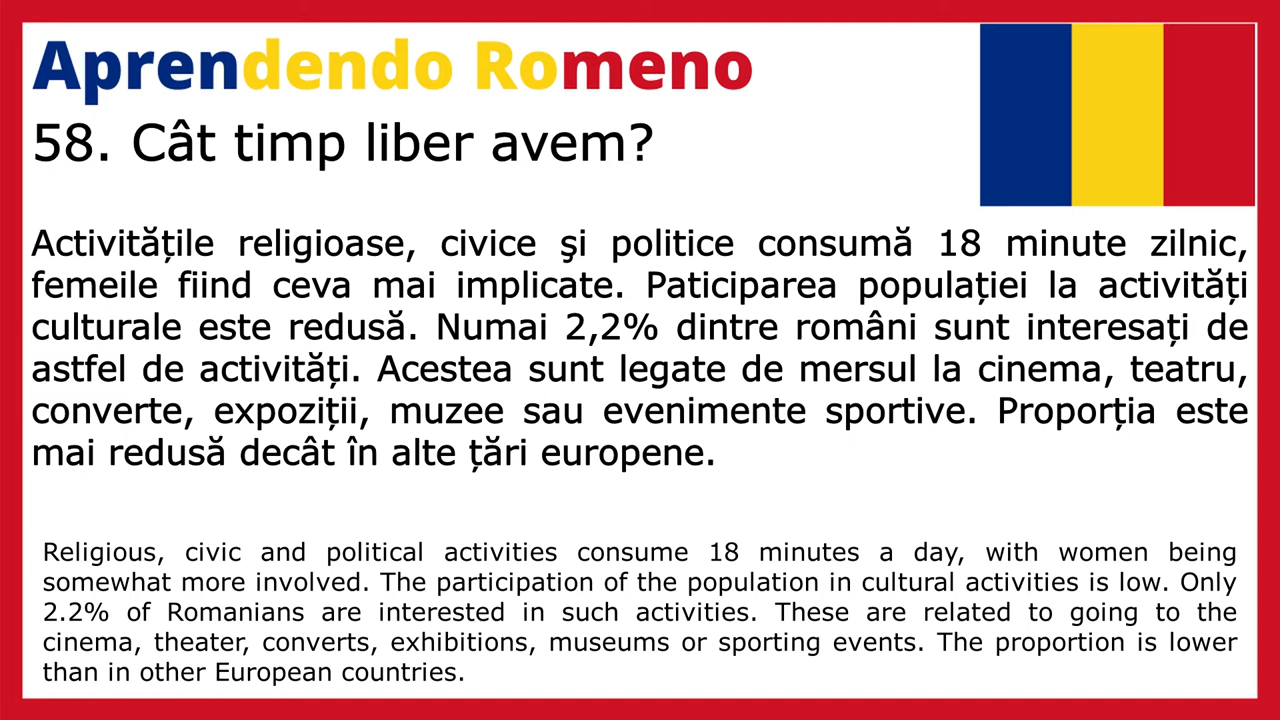 Aprendendo Romeno
58. Cât timp liber avem?
Activitățile religioase, civice şi politice consumă 18 minute zilnic,
femeile fiind ceva mai implicate. Paticiparea populației la activități
culturale este redusă. Numai 2,2% dintre români sunt interesați de
astfel de activități. Acestea sunt legate de mersul la cinema, teatru,
converte, expoziții, muzee sau evenimente sportive. Proporția este
mai redusă decât în alte țări europene.
Religious, civic and political activities consume 18 minutes a day, with women being
somewhat more involved. The participation of the population in cultural activities is low. Only
2.2% of Romanians are interested in such activities. These are related to going to the
cinema, theater, converts, exhibitions, museums or sporting events. The proportion is lower
than in other European countries.